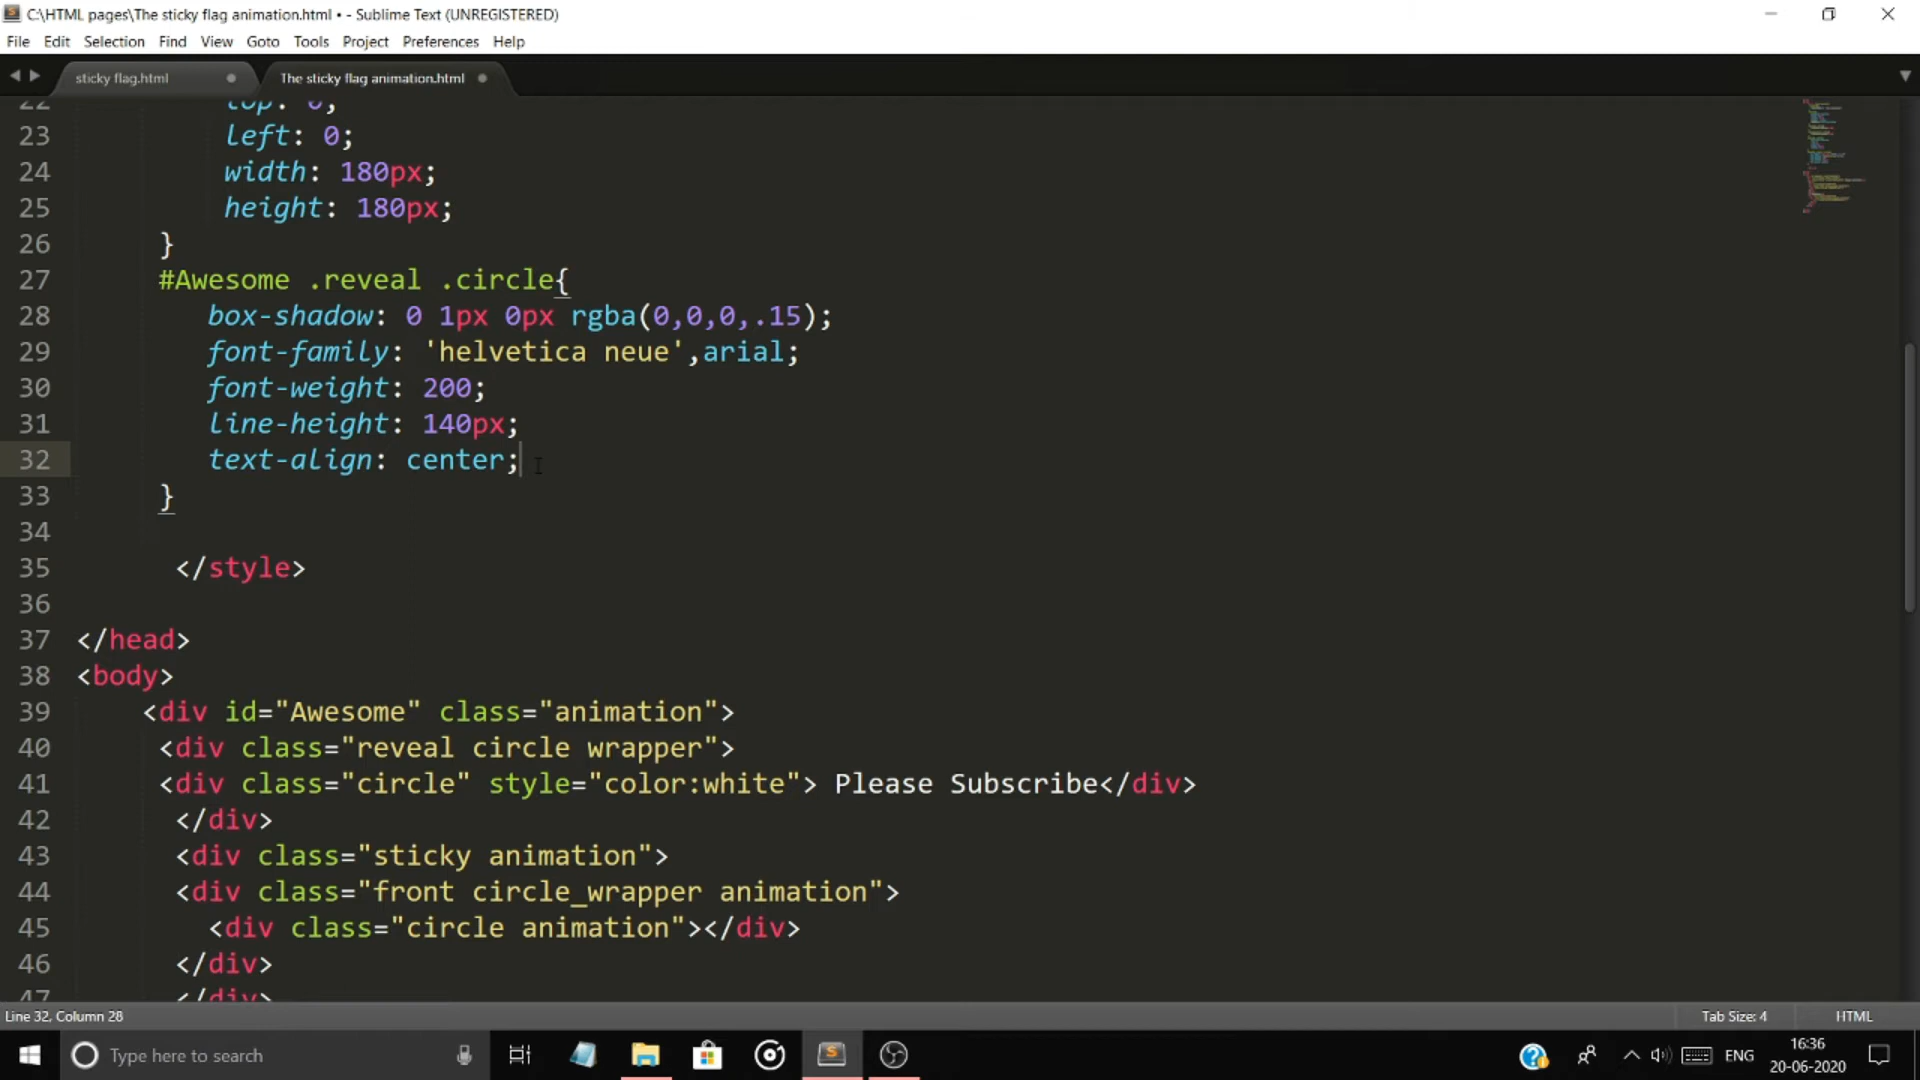 C:\HTML pages\The sticky flag animation.html • - Sublime Text (UNREGISTERED)
File Edit Selection Find View Goto Tools Project Preferences Help
sticky flag.html The sticky flag animation.html
22 top: 0;
23 left: 0;
24 width: 180px;
25 height: 180px;
26 }
27 #Awesome .reveal .circle{
28 box-shadow: 0 1px 0px rgba(0,0,0,.15);
29 font-family: 'helvetica neue',arial;
30 font-weight: 200;
31 line-height: 140px;
32 text-align: center;
33 }
34
35 </style>
36
37 </head>
38 <body>
39 <div id="Awesome" class="animation">
40 <div class="reveal circle wrapper">
41 <div class="circle" style="color:white"> Please Subscribe</div>
42 </div>
43 <div class="sticky animation">
44 <div class="front circle_wrapper animation">
45 <div class="circle animation"></div>
46 </div>
47 </div>
Line 32, Column 28 Tab Size: 4 HTML
Type here to search ENG 16:36
20-06-2020